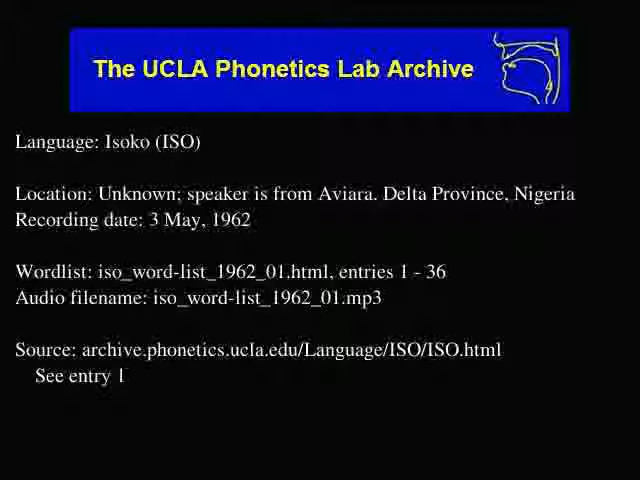 The UCLA Phonetics Lab Archive
Language: Isoko (ISO)
Location: Unknown; speaker is from Aviara. Delta Province, Nigeria
Recording date: 3 May, 1962
Wordlist: iso_word-list_1962_01.html, entries 1 - 36
Audio filename: iso_word-list_1962_01.mp3
Source: archive.phonetics.ucla.edu/Language/ISO/ISO.html
See entry 1